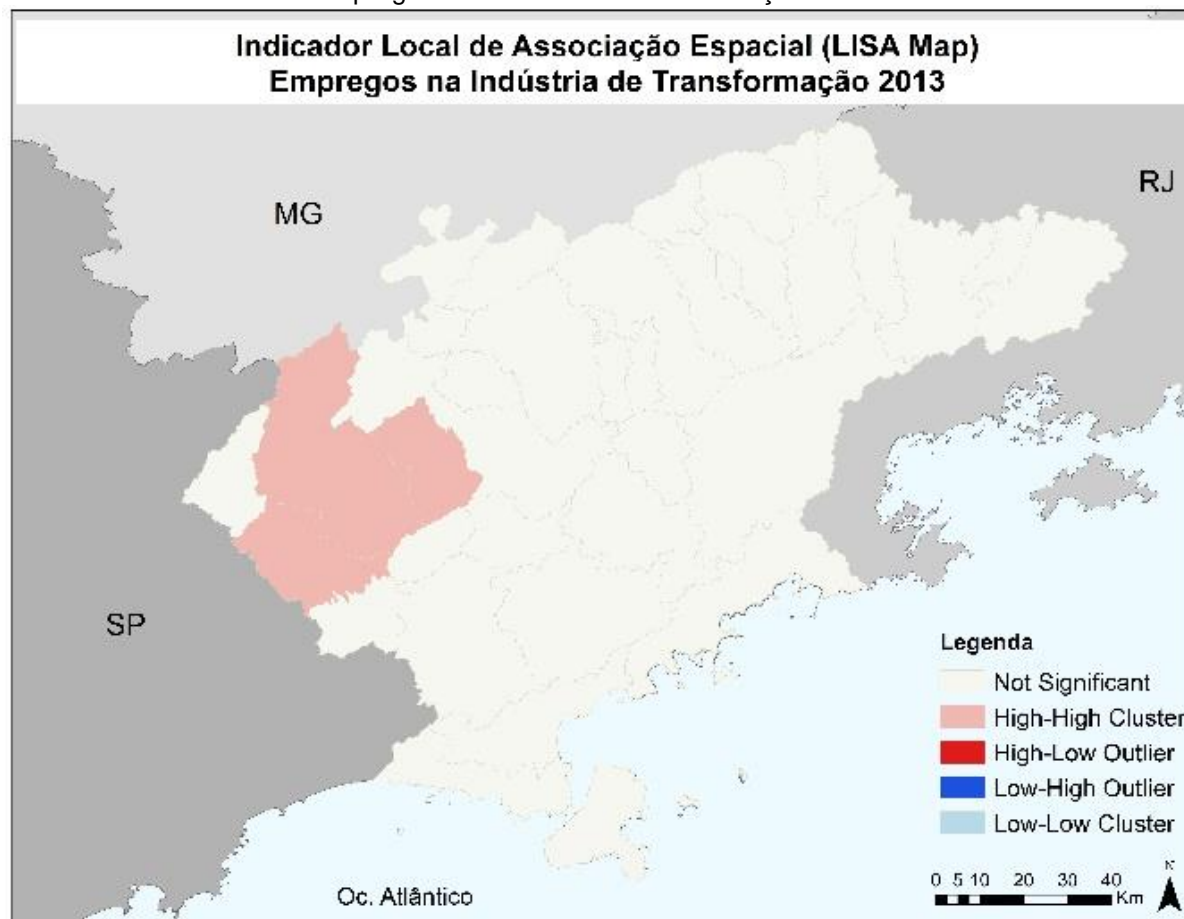 Indicador Local de Associação Espacial (LISA Map)
Empregos na Indústria de Transformação 2013
MG
RJ
SP
Legenda
Not Significant
High-High Cluster
High-Low Outlier
Low-High Outlier
Low-Low Cluster
N
0 5 10 20 30 40
Km
Oc. Atlântico